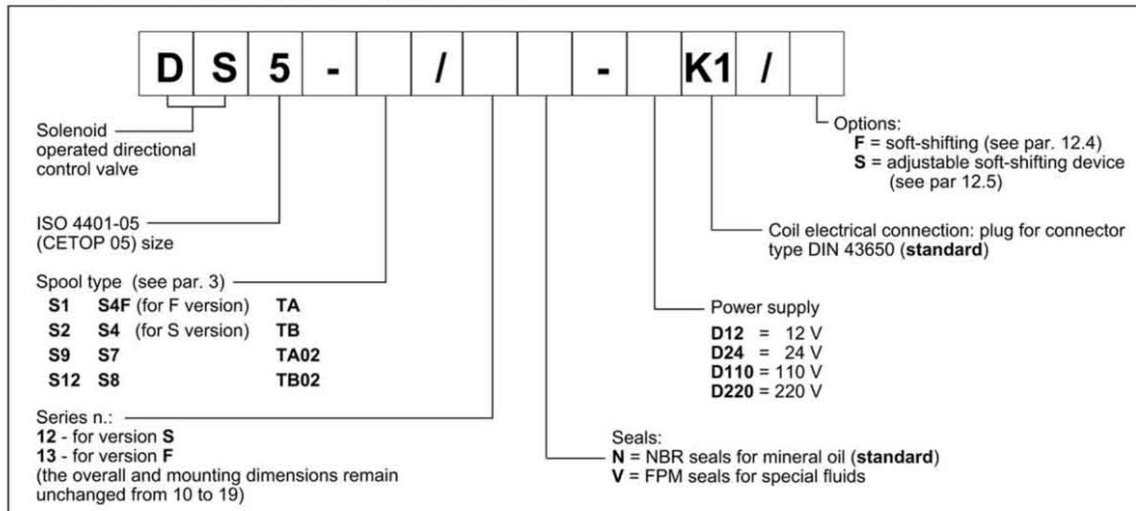 D S 5 - / - K1 /
Solenoid
operated directional
control valve
ISO 4401-05
(CETOP 05) size
Spool type (see par. 3)
S1 S4F (for F version) TA
S2 S4 (for S version) TB
S9 S7 TA02
S12 S8 TB02
Series n.:
12 - for version S
13 - for version F
(the overall and mounting dimensions remain
unchanged from 10 to 19)
Options:
F = soft-shifting (see par. 12.4)
S = adjustable soft-shifting device
(see par 12.5)
Coil electrical connection: plug for connector
type DIN 43650 (standard)
Power supply
D12 = 12 V
D24 = 24 V
D110 = 110 V
D220 = 220 V
Seals:
N = NBR seals for mineral oil (standard)
V = FPM seals for special fluids